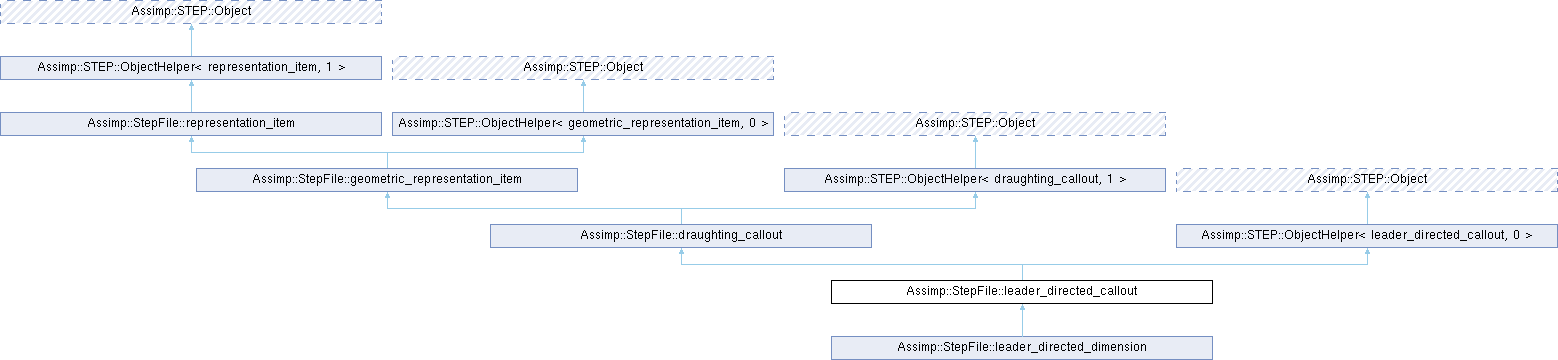 Assimp::STEP::Object
Assimp::STEP::ObjectHelper< representation_item, 1 >
Assimp::STEP::Object
Assimp::StepFile::representation_item
Assimp::STEP::ObjectHelper< geometric_representation_item, 0 >
Assimp::STEP::Object
Assimp::StepFile::geometric_representation_item
Assimp::STEP::ObjectHelper< draughting_callout, 1 >
Assimp::STEP::Object
Assimp::StepFile::draughting_callout
Assimp::STEP::ObjectHelper< leader_directed_callout, 0 >
Assimp::StepFile::leader_directed_callout
Assimp::StepFile::leader_directed_dimension